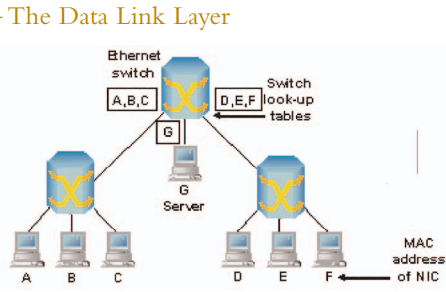 The Data Link Layer
Ethernet
switch
A,B,C
D,E,F
Switch
look-up
tables
G
G
Server
A
B
C
D
E
F
MAC
address
of NIC